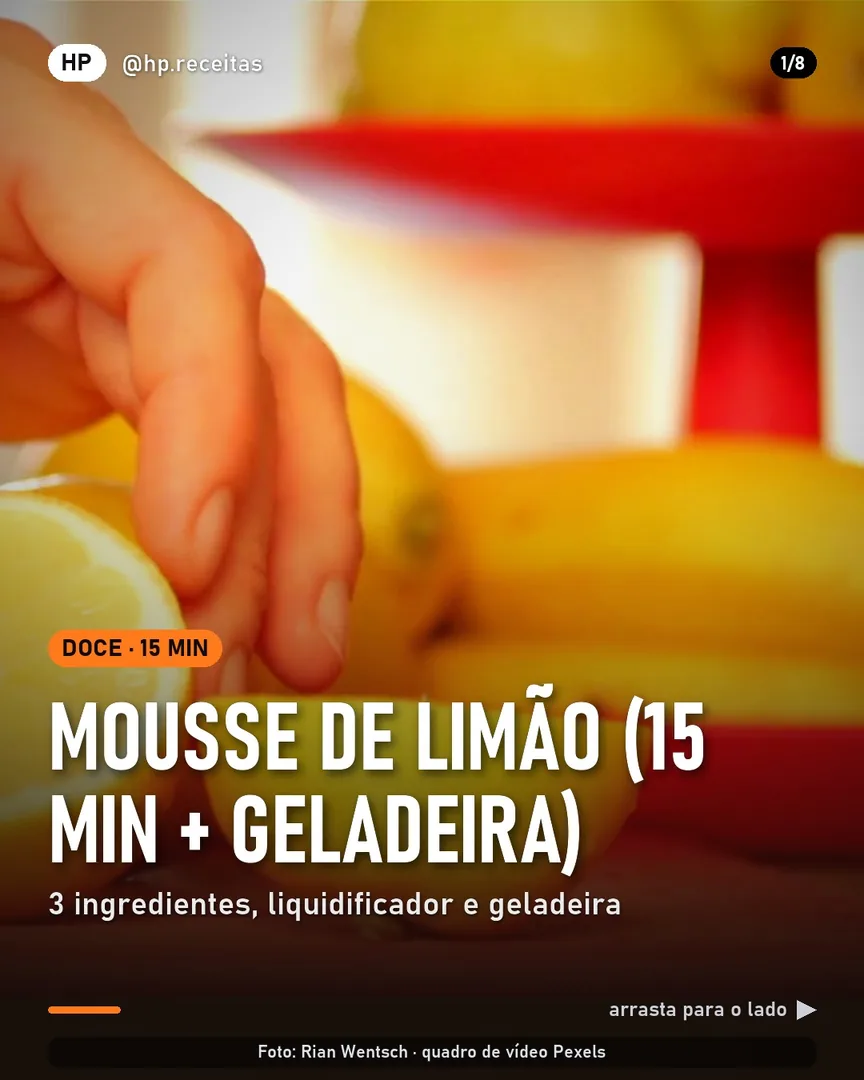 HP @hp.receitas 1/8
DOCE · 15 MIN
MOUSSE DE LIMÃO (15
MIN + GELADEIRA)
3 ingredientes, liquidificador e geladeira
arrasta para o lado ▶
Foto: Rian Wentsch · quadro de vídeo Pexels